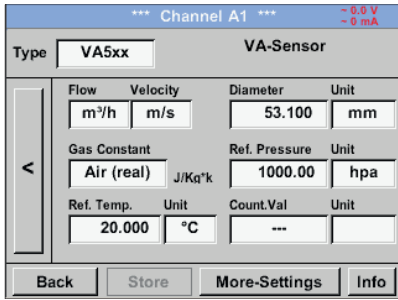 *** Channel A1 ***
~ 0.0 V
~ 0 mA
Type VA5xx VA-Sensor
Flow Velocity Diameter Unit
m³/h m/s 53.100 mm
Gas Constant Ref. Pressure Unit
< Air (real) J/Kg*k 1000.00 hpa
Ref. Temp. Unit Count.Val Unit
20.000 °C ---
Back Store More-Settings Info